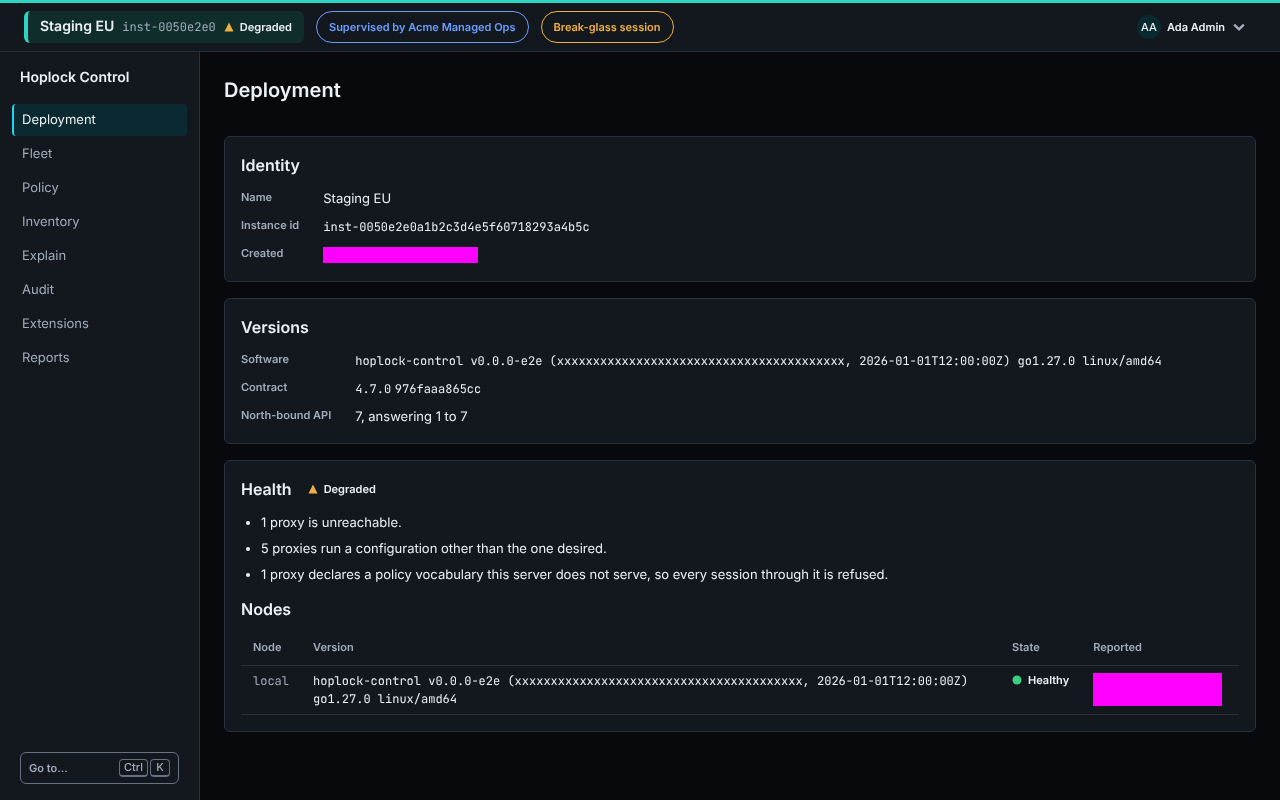 Staging EU inst-0050e2e0 Degraded Supervised by Acme Managed Ops Break-glass session AA Ada Admin
Hoplock Control
Deployment
Fleet
Policy
Inventory
Explain
Audit
Extensions
Reports
Go to... Ctrl K
Deployment
Identity
Name Staging EU
Instance id inst-0050e2e0a1b2c3d4e5f60718293a4b5c
Created
Versions
Software hoplock-control v0.0.0-e2e (xxxxxxxxxxxxxxxxxxxxxxxxxxxxxxxxxxxxxxxx, 2026-01-01T12:00:00Z) go1.27.0 linux/amd64
Contract 4.7.0 976faaa865cc
North-bound API 7, answering 1 to 7
Health Degraded
1 proxy is unreachable.
5 proxies run a configuration other than the one desired.
1 proxy declares a policy vocabulary this server does not serve, so every session through it is refused.
Nodes
Node Version State Reported
local hoplock-control v0.0.0-e2e (xxxxxxxxxxxxxxxxxxxxxxxxxxxxxxxxxxxxxxxx, 2026-01-01T12:00:00Z) Healthy
go1.27.0 linux/amd64